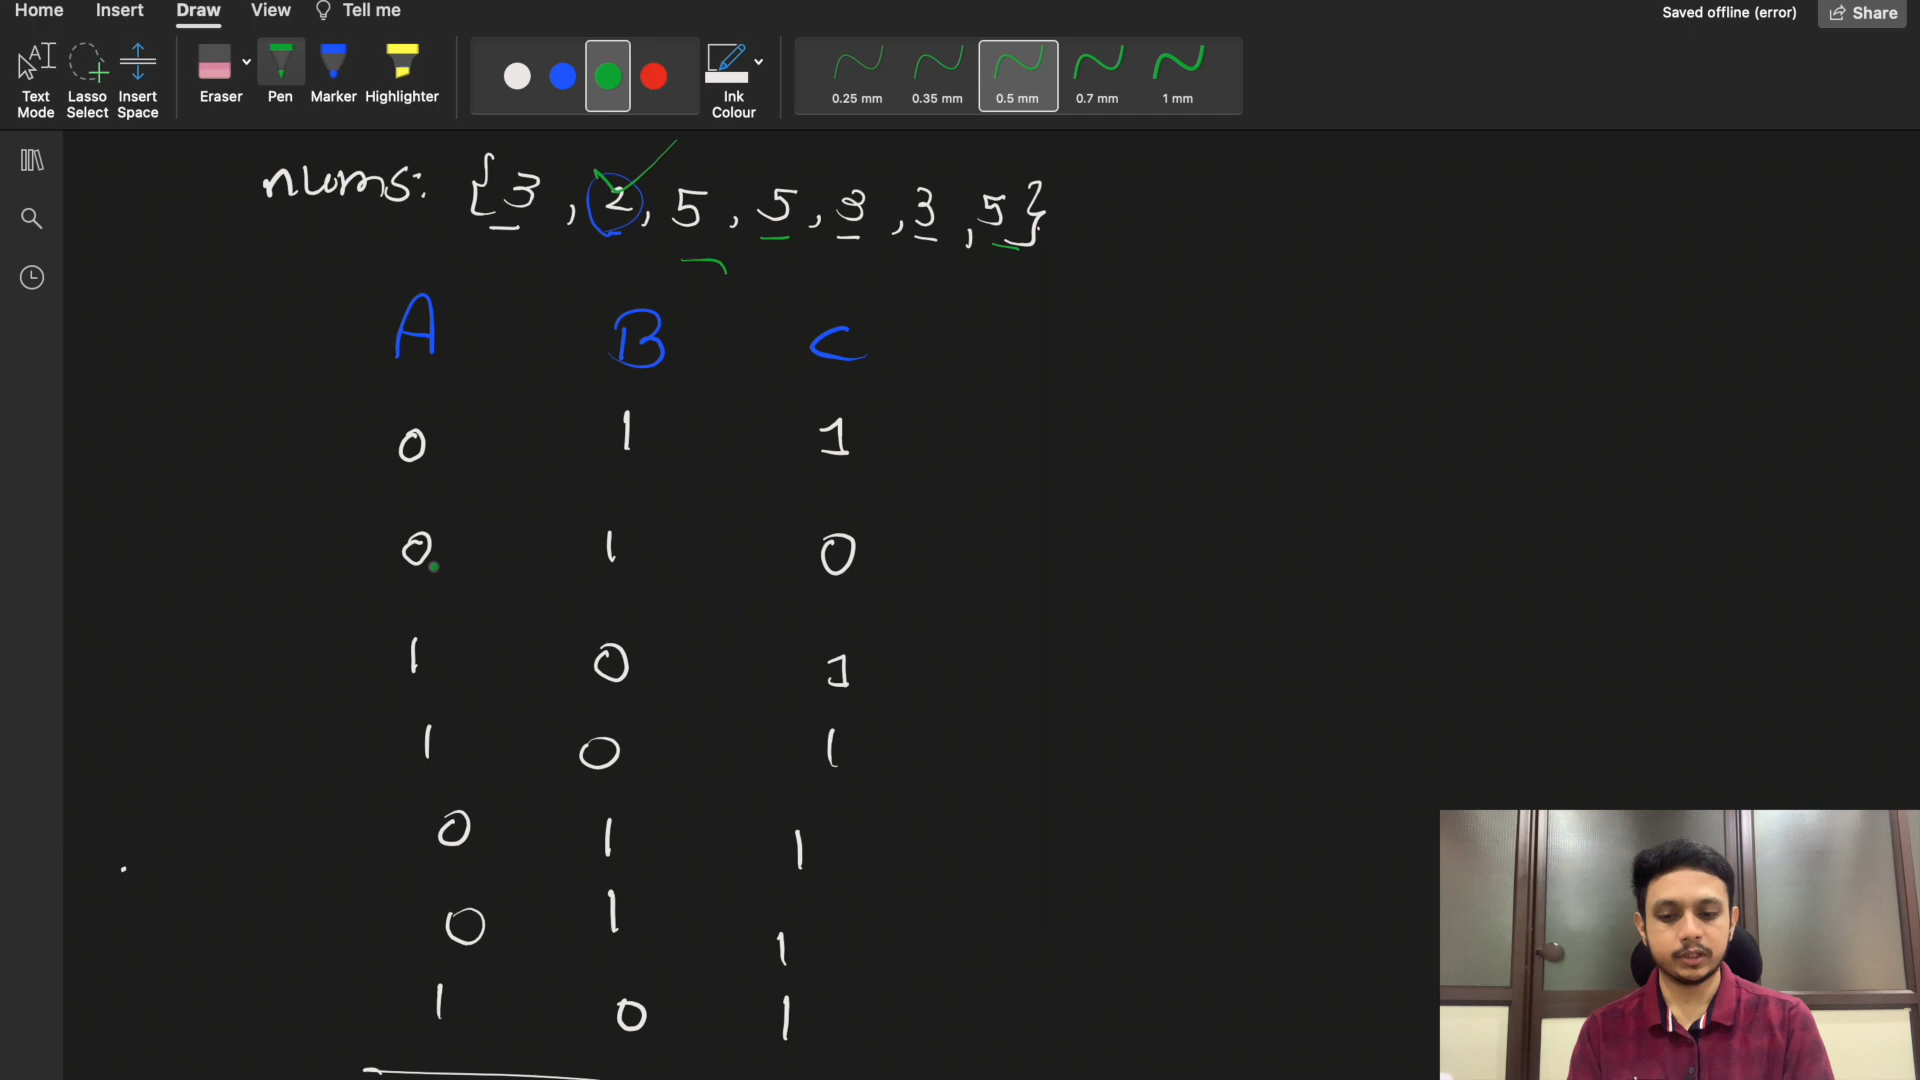 Home Insert Draw View Tell me
Saved offline (error) Share
Text Mode
Lasso Select
Insert Space
Eraser
Pen
Marker
Highlighter
Ink Colour
0.25 mm
0.35 mm
0.5 mm
0.7 mm
1 mm
nums: {3, 2, 5, 5, 3, 3, 5}
A B C
0 1 1
0 1 0
1 0 1
1 0 1
0 1 1
0 1 1
1 0 1